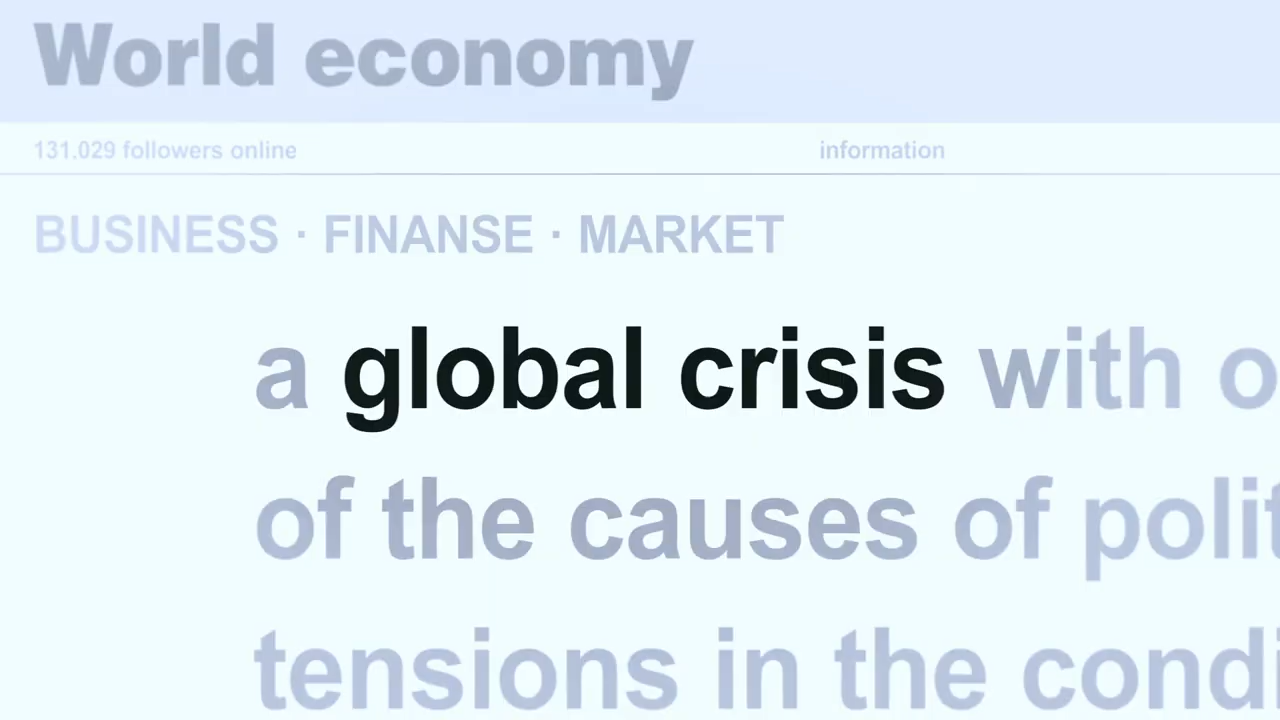 World economy
131.029 followers online information
BUSINESS · FINANSE · MARKET
a global crisis with
of the causes of
tensions in the